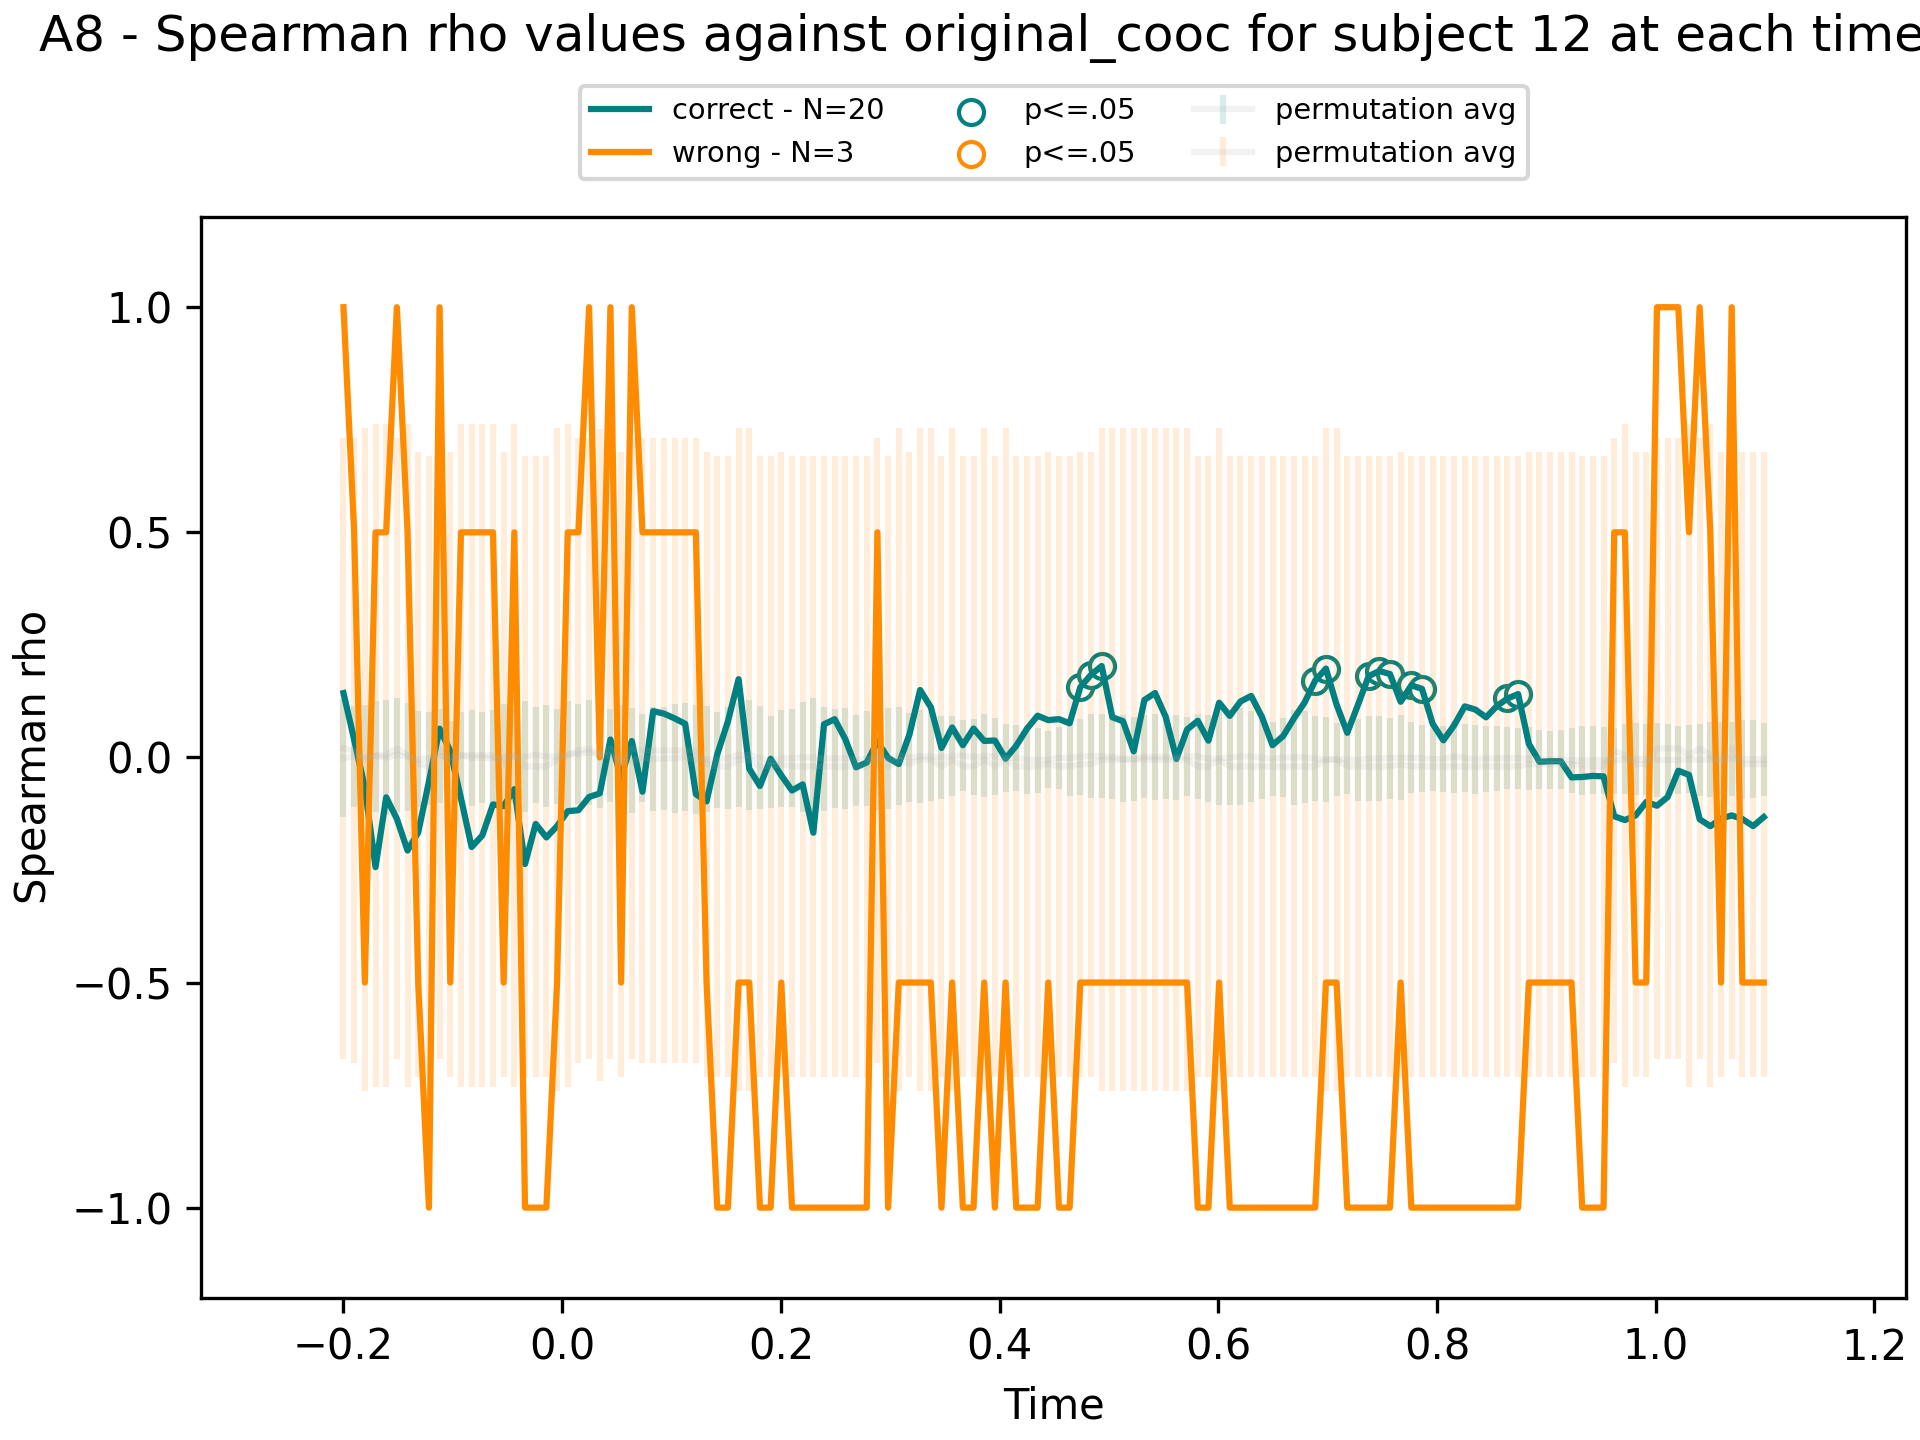 A8 - Spearman rho values against original_cooc for subject 12 at each time
correct - N=20
wrong - N=3
p<=.05
p<=.05
permutation avg
permutation avg
Spearman rho
1.0
0.5
0.0
−0.5
−1.0
−0.2
0.0
0.2
0.4
0.6
0.8
1.0
1.2
Time